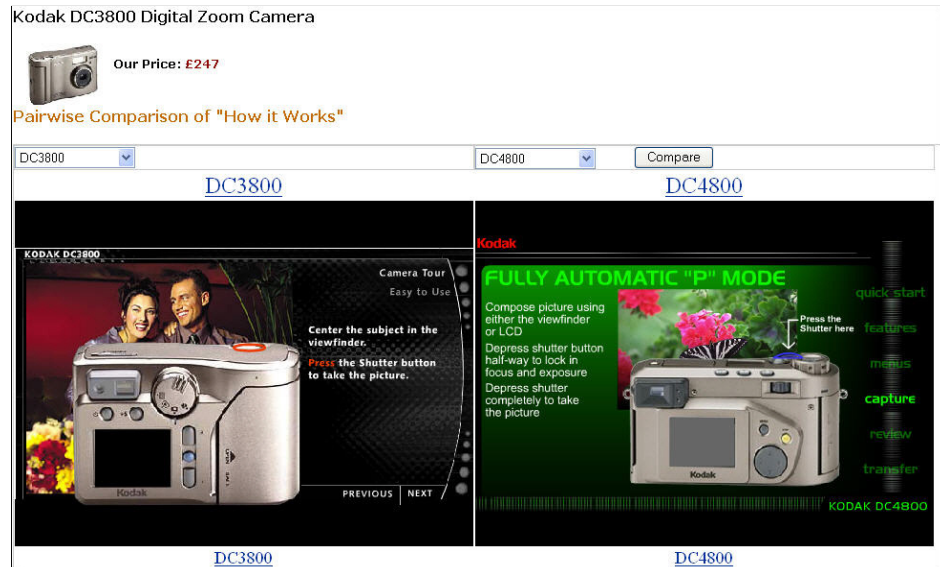 Kodak DC3800 Digital Zoom Camera
Our Price: £247
Pairwise Comparison of "How it Works"
DC3800
DC4800
Compare
DC3800
DC4800
KODAK DC3800
Camera Tour
Easy to Use
Center the subject in the
viewfinder.
Press the Shutter button
to take the picture.
OPEN
Kodak
PREVIOUS
NEXT
Kodak
FULLY AUTOMATIC "P" MODE
Compose picture using
either the viewfinder
or LCD
Depress shutter button
half-way to lock in
focus and exposure
Depress shutter
completely to take
the picture
Press the
Shutter here
Kodak
quick start
features
menus
capture
review
transfer
KODAK DC4800
DC3800
DC4800